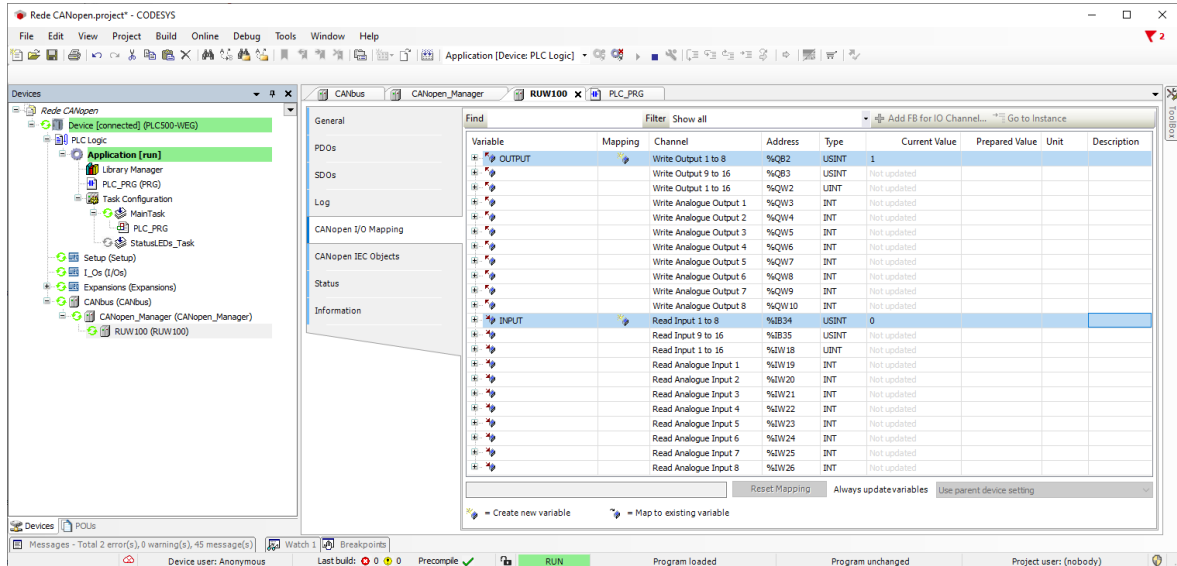 Rede CANopen.project* - CODESYS
File Edit View Project Build Online Debug Tools Window Help
2
Application [Device: PLC Logic]
Devices
CANbus CANopen_Manager RUW100 PLC_PRG
ToolBox
Rede CANopen
Device [connected] (PLC500-WEG)
PLC Logic
Application [run]
Library Manager
PLC_PRG (PRG)
Task Configuration
MainTask
PLC_PRG
StatusLEDs_Task
Setup (Setup)
I_Os (I/Os)
Expansions (Expansions)
CANbus (CANbus)
CANopen_Manager (CANopen_Manager)
RUW100 (RUW100)
Devices POUs
General
PDOs
SDOs
Log
CANopen I/O Mapping
CANopen IEC Objects
Status
Information
Find Filter Show all Add FB for IO Channel... Go to Instance
Variable Mapping Channel Address Type Current Value Prepared Value Unit Description
OUTPUT Write Output 1 to 8 %QB2 USINT 1
Write Output 9 to 16 %QB3 USINT Not updated
Write Output 1 to 16 %QW2 UINT Not updated
Write Analogue Output 1 %QW3 INT Not updated
Write Analogue Output 2 %QW4 INT Not updated
Write Analogue Output 3 %QW5 INT Not updated
Write Analogue Output 4 %QW6 INT Not updated
Write Analogue Output 5 %QW7 INT Not updated
Write Analogue Output 6 %QW8 INT Not updated
Write Analogue Output 7 %QW9 INT Not updated
Write Analogue Output 8 %QW10 INT Not updated
INPUT Read Input 1 to 8 %IB34 USINT 0
Read Input 9 to 16 %IB35 USINT Not updated
Read Input 1 to 16 %IW18 UINT Not updated
Read Analogue Input 1 %IW19 INT Not updated
Read Analogue Input 2 %IW20 INT Not updated
Read Analogue Input 3 %IW21 INT Not updated
Read Analogue Input 4 %IW22 INT Not updated
Read Analogue Input 5 %IW23 INT Not updated
Read Analogue Input 6 %IW24 INT Not updated
Read Analogue Input 7 %IW25 INT Not updated
Read Analogue Input 8 %IW26 INT Not updated
Reset Mapping Always update variables Use parent device setting
= Create new variable = Map to existing variable
Messages - Total 2 error(s), 0 warning(s), 45 message(s) Watch 1 Breakpoints
Device user: Anonymous Last build: 0 0 Precompile RUN Program loaded Program unchanged Project user: (nobody)